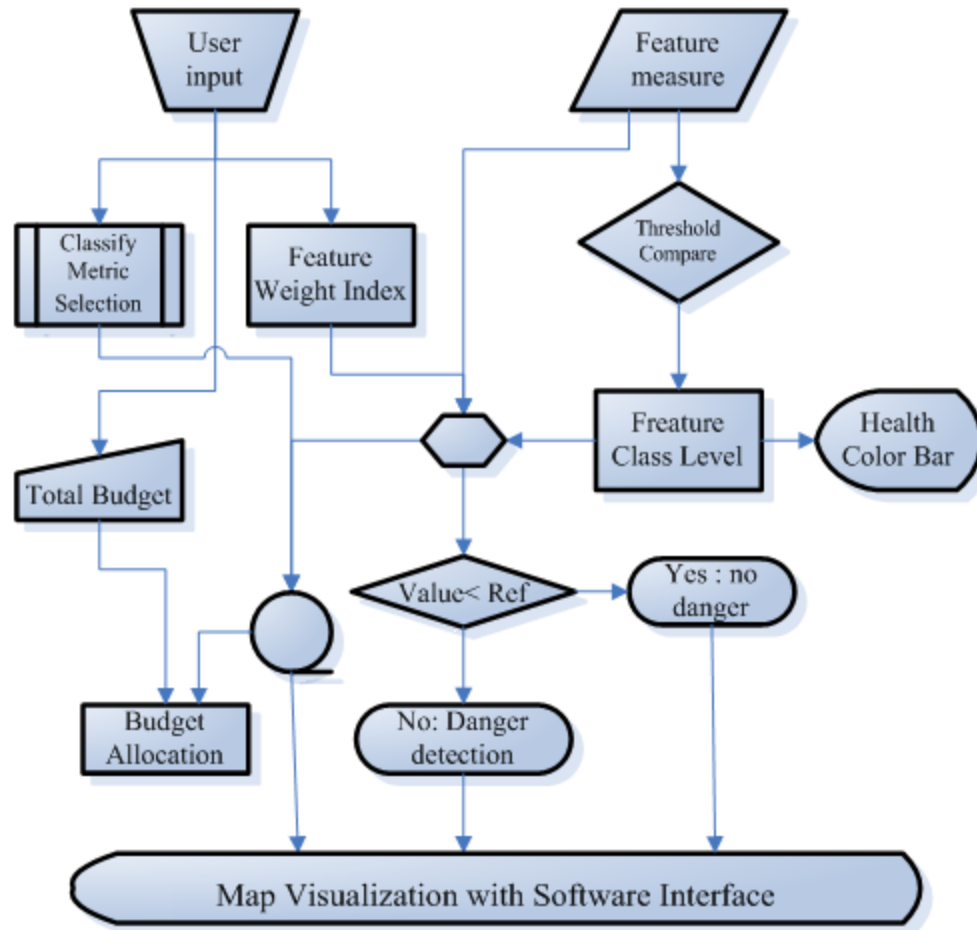 User
input
Feature
measure
Classify
Metric
Selection
Feature
Weight Index
Threshold
Compare
Freature
Class Level
Health
Color Bar
Total Budget
Value< Ref
Yes : no
danger
Budget
Allocation
No: Danger
detection
Map Visualization with Software Interface